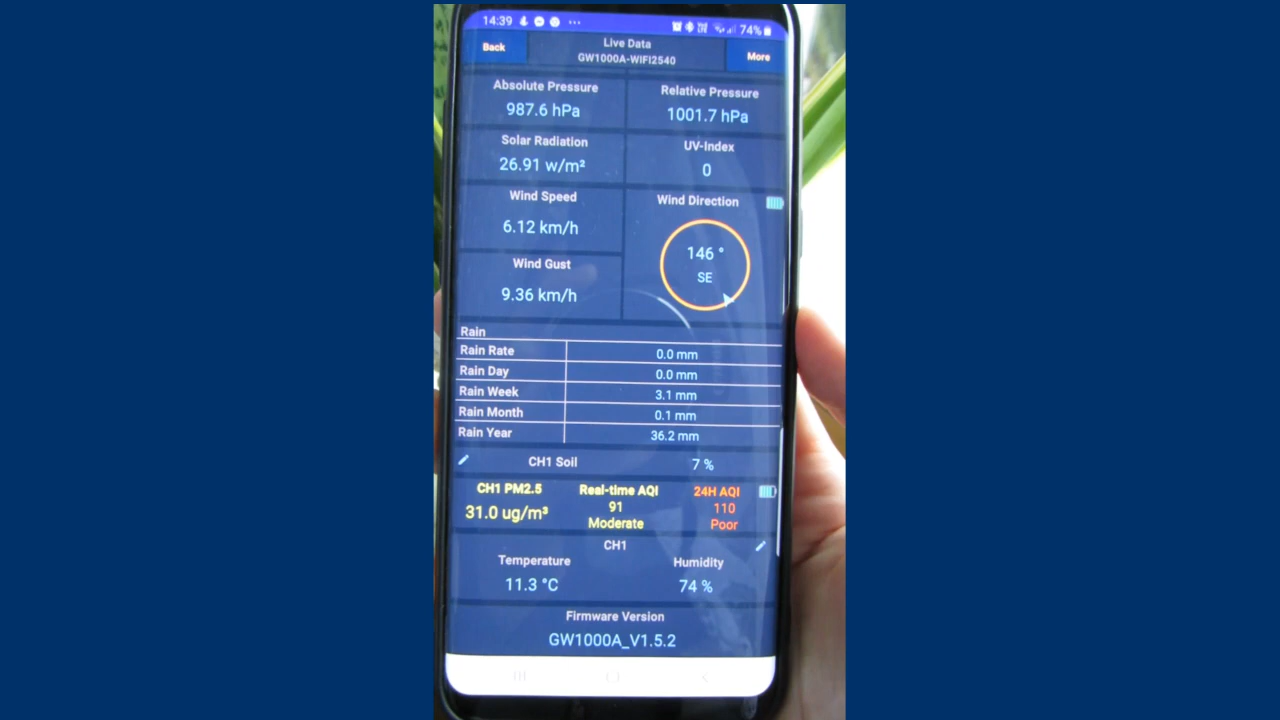 14:39 74%
Back Live Data More
GW1000A-WIFI2540
Absolute Pressure Relative Pressure
987.6 hPa 1001.7 hPa
Solar Radiation UV-Index
26.91 w/m² 0
Wind Speed Wind Direction
6.12 km/h
146 °
SE
Wind Gust
9.36 km/h
Rain
Rain Rate 0.0 mm
Rain Day 0.0 mm
Rain Week 3.1 mm
Rain Month 0.1 mm
Rain Year 36.2 mm
CH1 Soil 7 %
CH1 PM2.5 Real-time AQI 24H AQI
31.0 ug/m³ 91 110
Moderate Poor
CH1
Temperature Humidity
11.3 °C 74 %
Firmware Version
GW1000A_V1.5.2